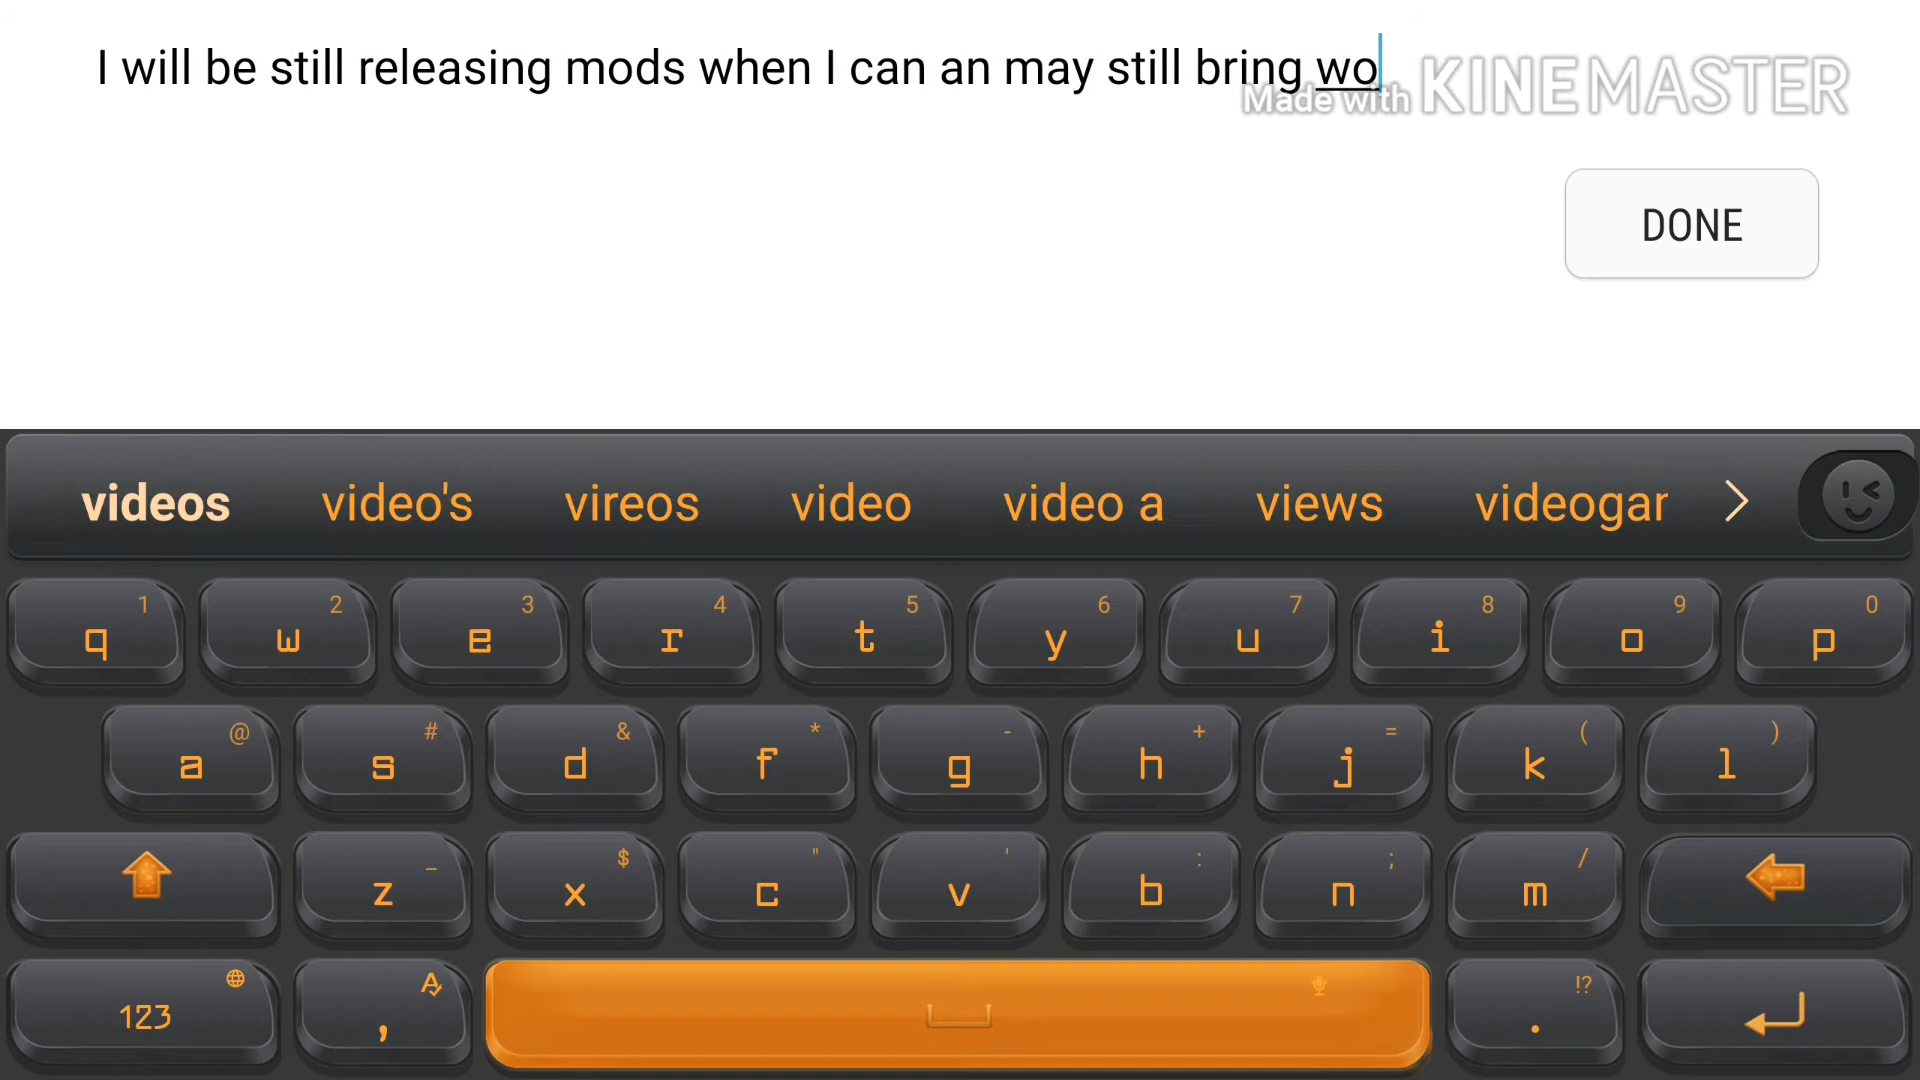 I will be still releasing mods when I can an may still bring wo
Made with KINEMASTER
DONE
videos video's vireos video video a views videogar
1 2 3 4 5 6 7 8 9 0
q w e r t y u i o p
@ # & * - + = ( )
a s d f g h j k l
_ $ " ' : ; /
z x c v b n m
!?
123 , .